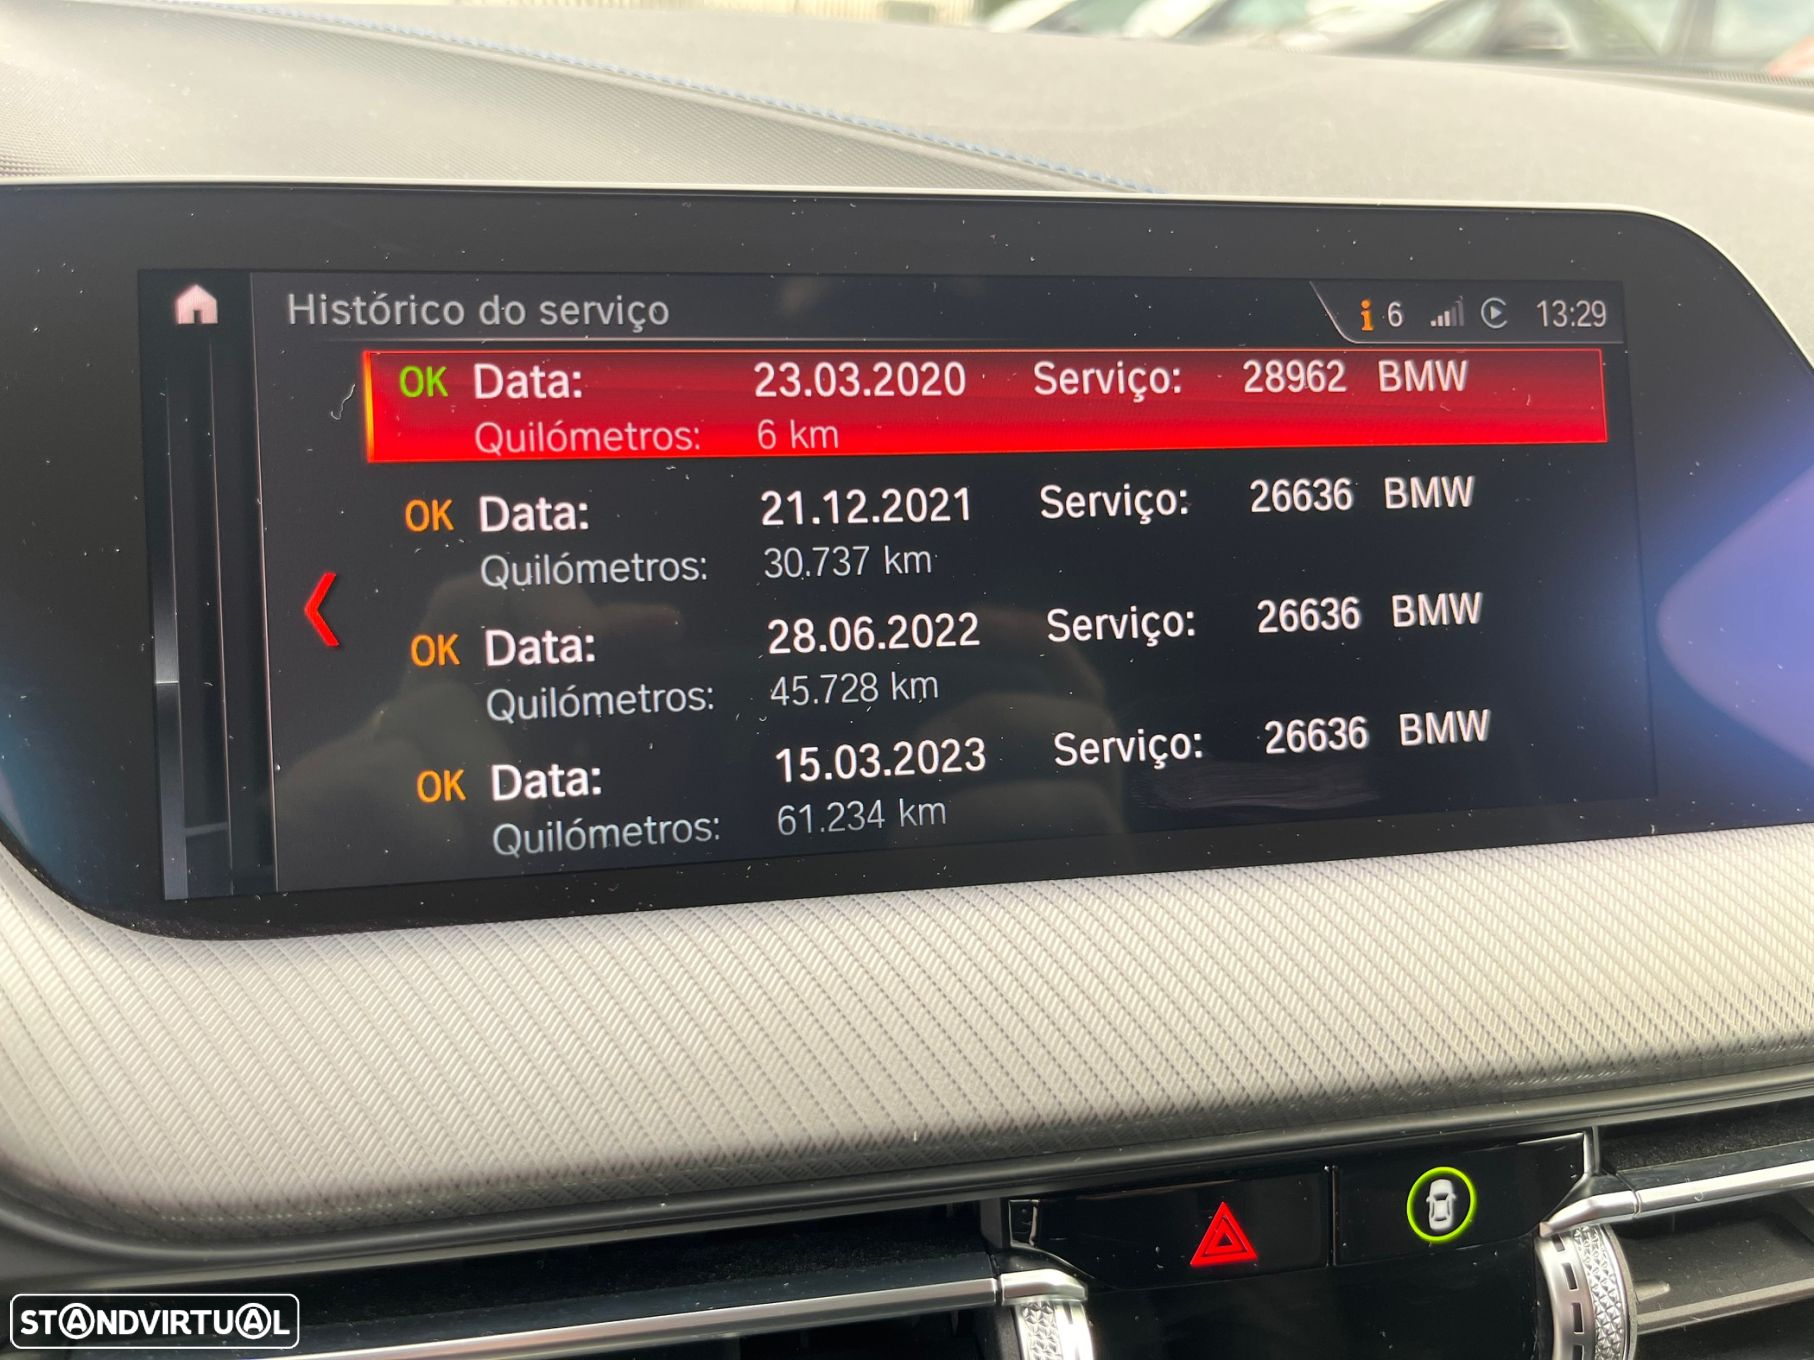 Histórico do serviço
i 6 13:29
OK Data: 23.03.2020 Serviço: 28962 BMW
Quilómetros: 6 km
OK Data: 21.12.2021 Serviço: 26636 BMW
Quilómetros: 30.737 km
OK Data: 28.06.2022 Serviço: 26636 BMW
Quilómetros: 45.728 km
OK Data: 15.03.2023 Serviço: 26636 BMW
Quilómetros: 61.234 km
STANDVIRTUAL